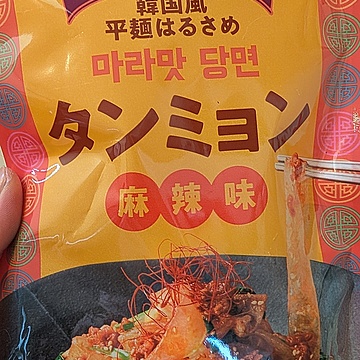 韓国風
平麺はるさめ
마라맛 당면
タンミョン
麻辣味